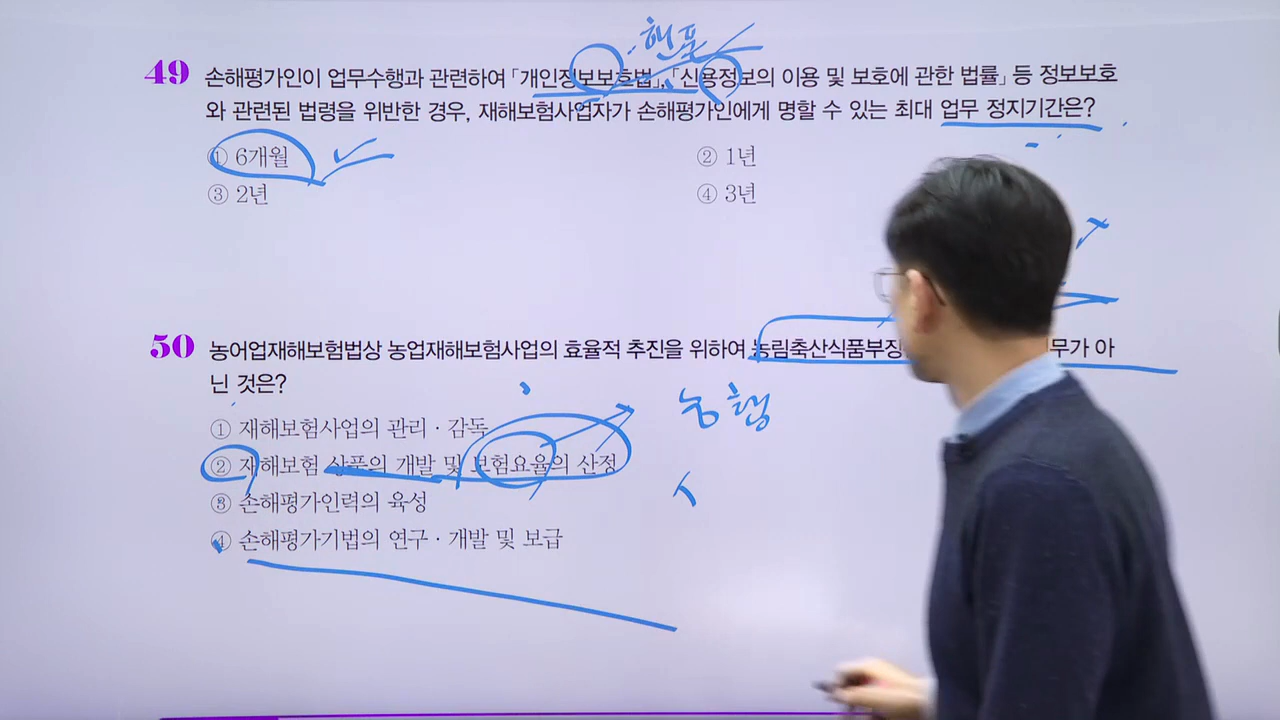 헌품
49 손해평가인이 업무수행과 관련하여 「개인정보보호법」, 「신용정보의 이용 및 보호에 관한 법률」 등 정보보호
와 관련된 법령을 위반한 경우, 재해보험사업자가 손해평가인에게 명할 수 있는 최대 업무 정지기간은?
① 6개월 ② 1년
③ 2년 ④ 3년
50 농어업재해보험법상 농업재해보험사업의 효율적 추진을 위하여 농림축산식품부장 무가 아
닌 것은?
① 재해보험사업의 관리·감독
농행
② 재해보험 상품의 개발 및 보험요율의 산정
③ 손해평가인력의 육성
④ 손해평가기법의 연구·개발 및 보급